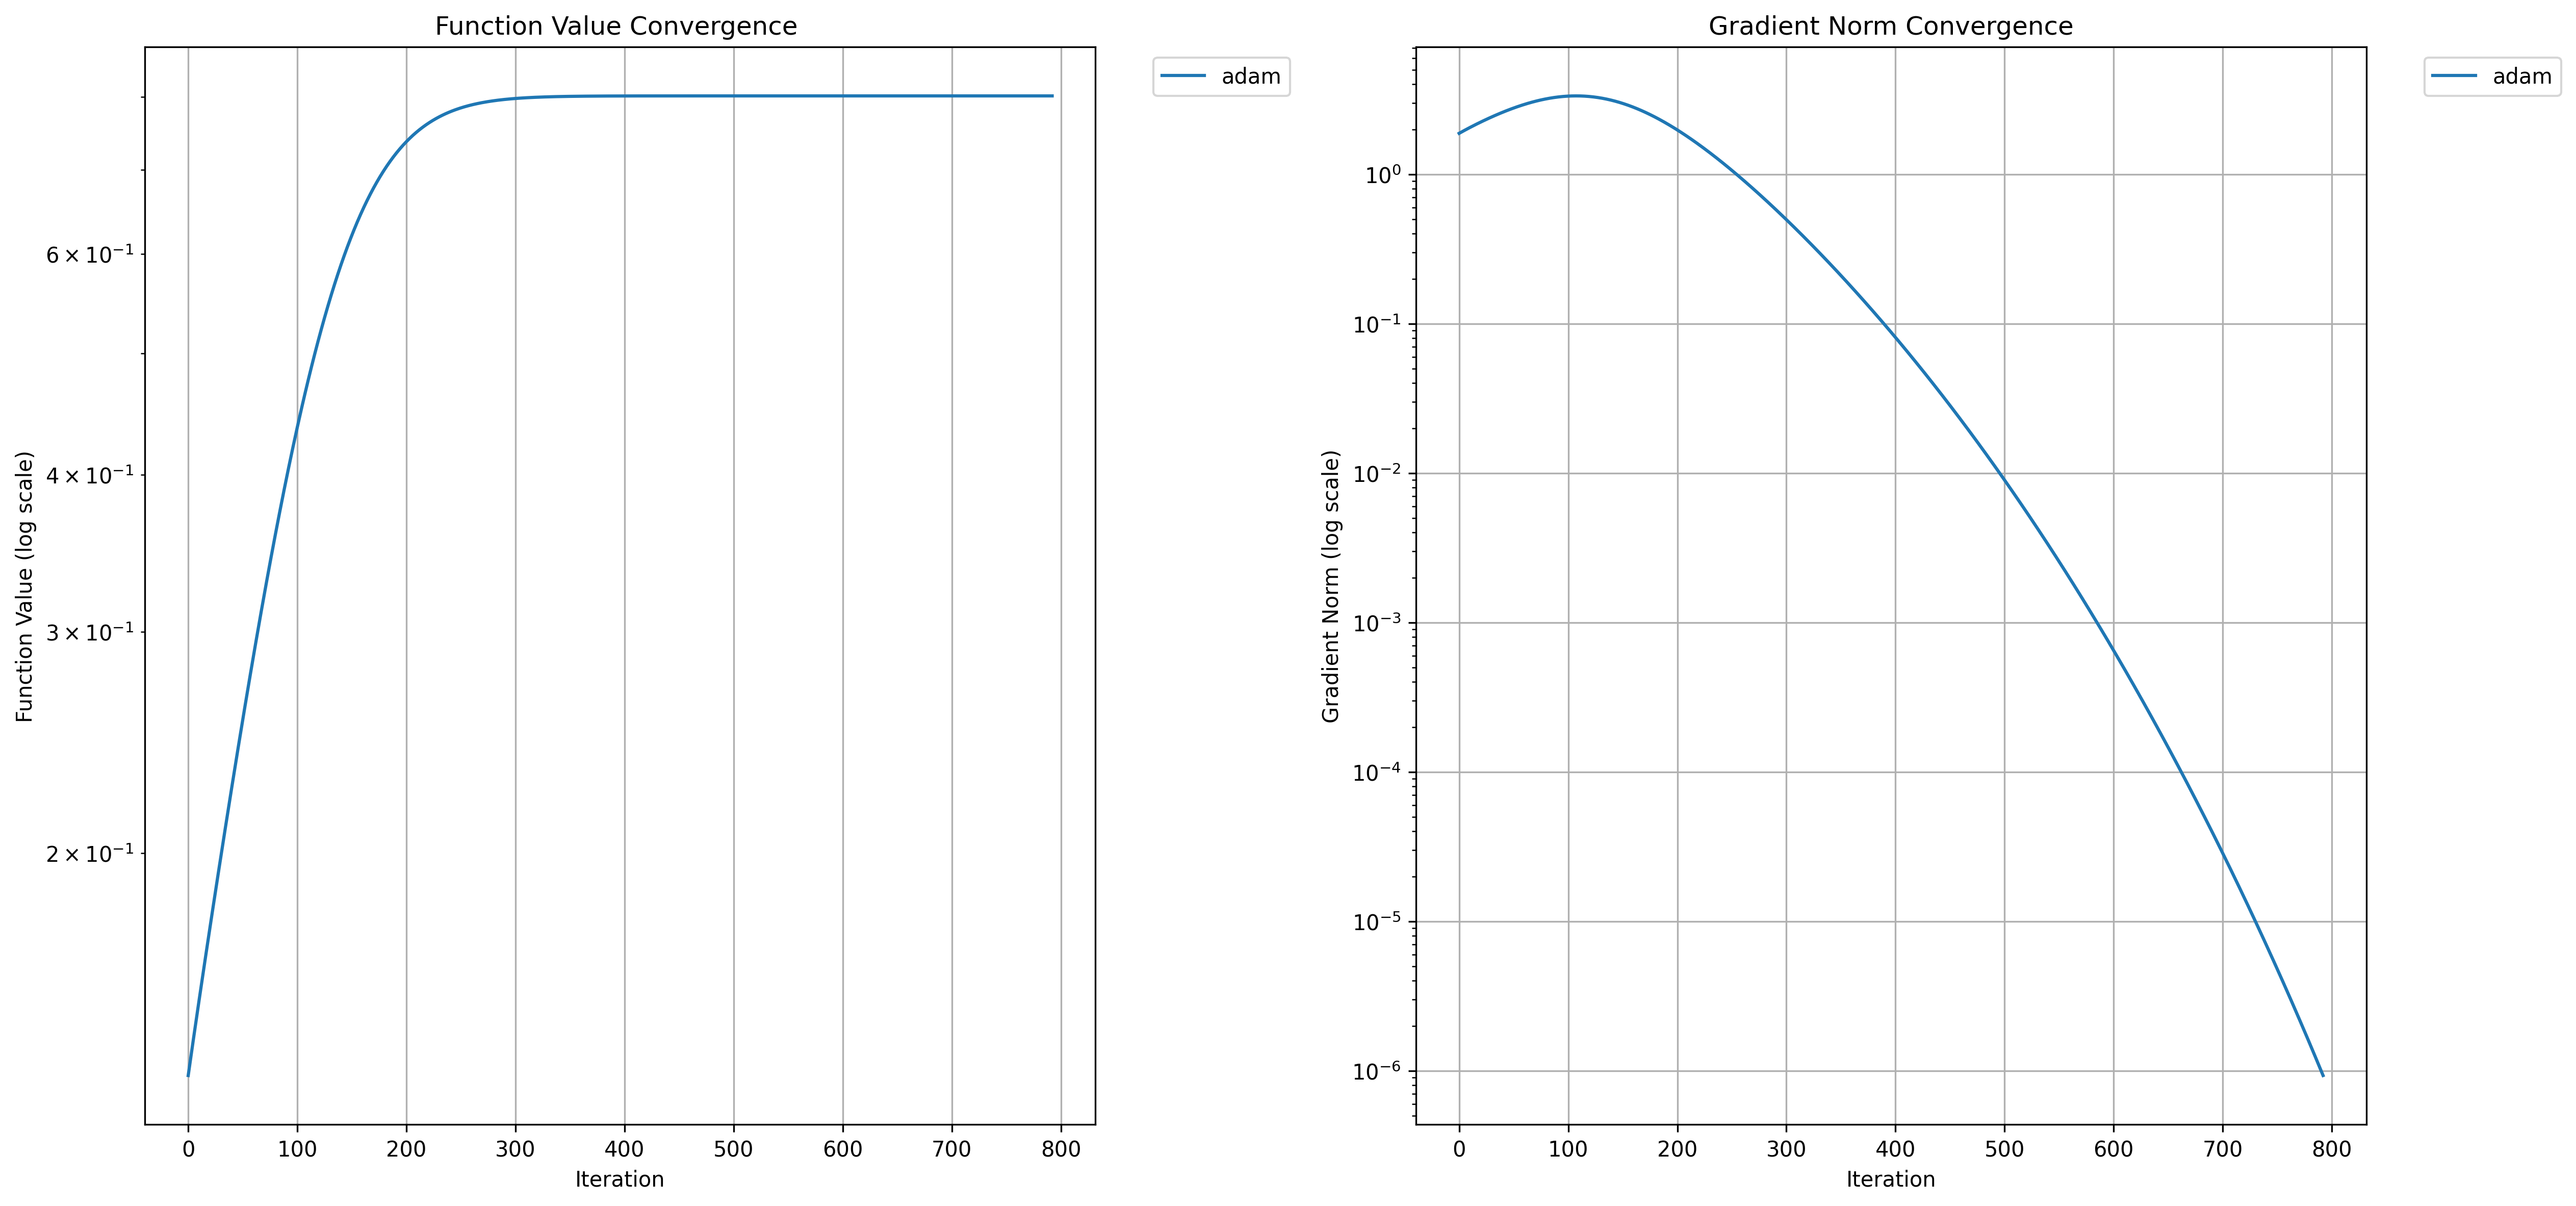 Function Value Convergence
adam
Function Value (log scale)
6 × 10⁻¹
4 × 10⁻¹
3 × 10⁻¹
2 × 10⁻¹
0 100 200 300 400 500 600 700 800
Iteration
Gradient Norm Convergence
adam
Gradient Norm (log scale)
10⁰
10⁻¹
10⁻²
10⁻³
10⁻⁴
10⁻⁵
10⁻⁶
0 100 200 300 400 500 600 700 800
Iteration